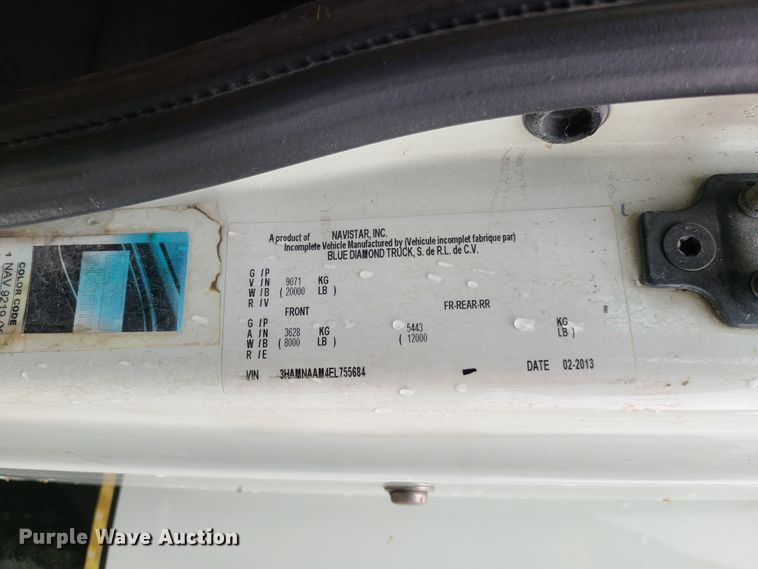 A product of NAVISTAR, INC.
Incomplete Vehicle Manufactured by (Vehicule incomplet fabrique par)
BLUE DIAMOND TRUCK, S. de R.L. de C.V.
G / P
V / N 9071 KG
W / B ( 20000 LB )
R / V
FRONT FR-REAR-RR
G / P
A / N 3628 KG 5443 KG
W / B ( 8000 LB ) ( 12000 LB )
R / E
VIN 3HAMNAAM4EL755684 DATE 02-2013
COLOR CODE
1 NAV 9219
Purple Wave Auction